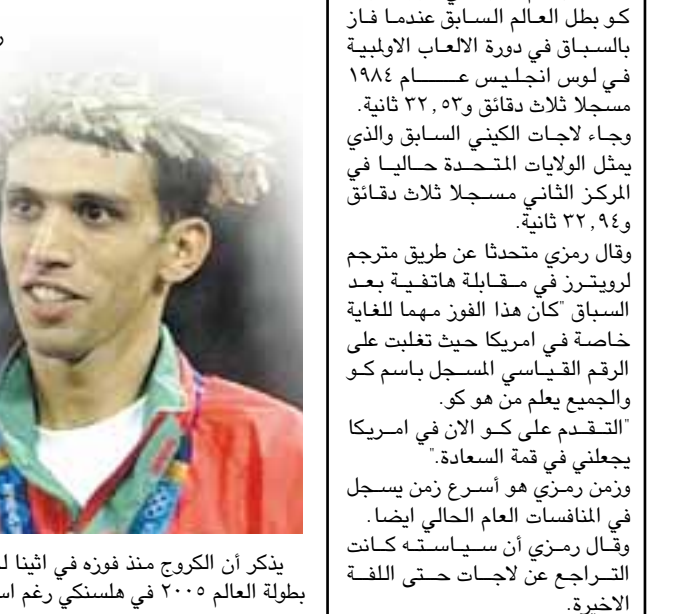 كو بطل العالم السابق عندما فاز
بالسباق في دورة الالعاب الاولمبية
في لوس انجليس عام ١٩٨٤
مسجلا ثلاث دقائق و٣٢,٥٣ ثانية.
وجاء لاجات الكيني السابق والذي
يمثل الولايات المتحدة حاليا في
المركز الثاني مسجلا ثلاث دقائق
و٣٢,٩٤ ثانية.
وقال رمزي متحدثا عن طريق مترجم
لرويترز في مقابلة هاتفية بعد
السباق "كان هذا الفوز مهما للغاية
خاصة في امريكا حيث تغلبت على
الرقم القياسي المسجل باسم كو
والجميع يعلم من هو كو.
"التقدم على كو الان في امريكا
يجعلني في قمة السعادة."
وزمن رمزي هو أسرع زمن يسجل
في المنافسات العام الحالي ايضا.
وقال رمزي أن سياسته كانت
التراجع عن لاجات حتى اللفة
الاخيرة.
يذكر أن الكروج منذ فوزه في اثينا
بطولة العالم ٢٠٠٥ في هلسنكي رغم